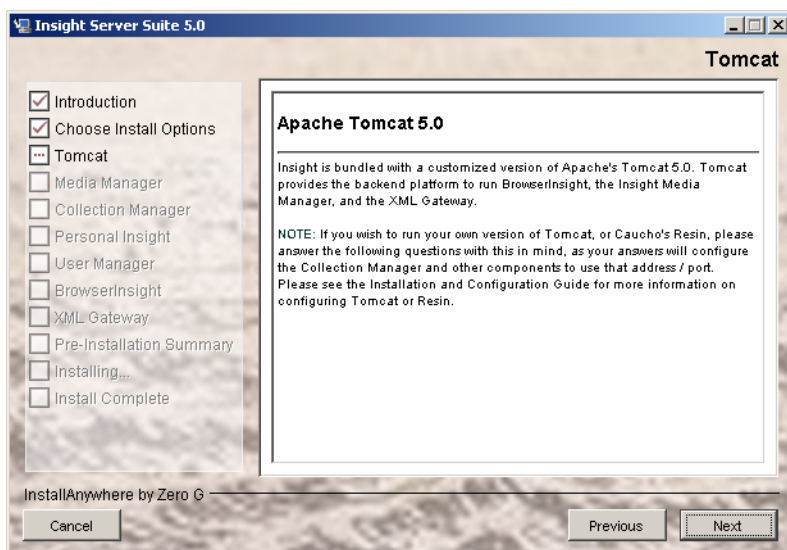 Insight Server Suite 5.0
Tomcat
Introduction
Choose Install Options
Tomcat
Media Manager
Collection Manager
Personal Insight
User Manager
BrowserInsight
XML Gateway
Pre-Installation Summary
Installing...
Install Complete
Apache Tomcat 5.0
Insight is bundled with a customized version of Apache's Tomcat 5.0. Tomcat
provides the backend platform to run BrowserInsight, the Insight Media
Manager, and the XML Gateway.
NOTE: If you wish to run your own version of Tomcat, or Caucho's Resin, please
answer the following questions with this in mind, as your answers will configure
the Collection Manager and other components to use that address / port.
Please see the Installation and Configuration Guide for more information on
configuring Tomcat or Resin.
InstallAnywhere by Zero G
Cancel
Previous
Next